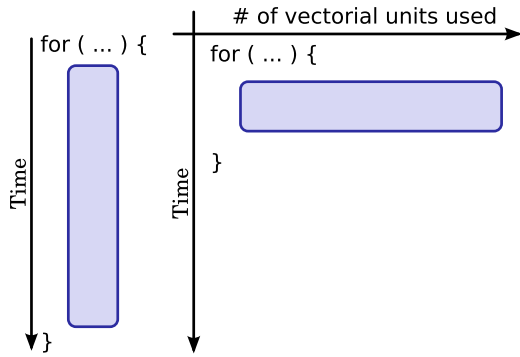 for ( ... ) {
Time
}
# of vectorial units used
for ( ... ) {
}
Time